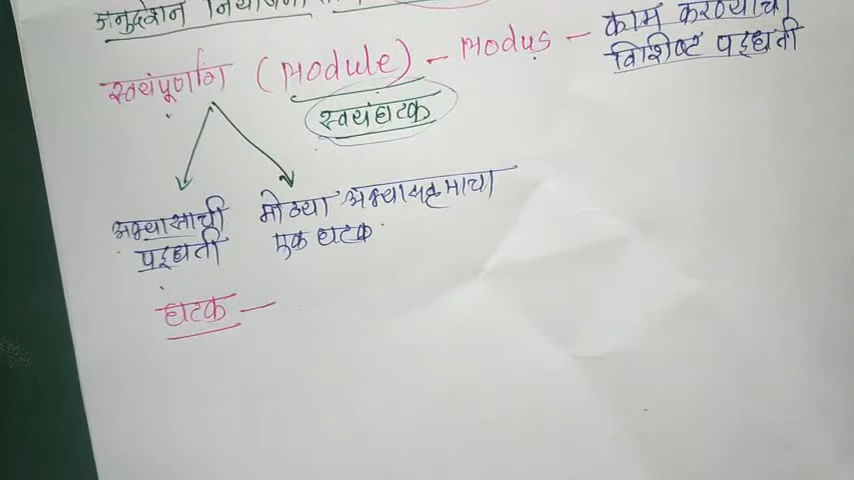 अनुदेशन नियोजना
स्वयंपूर्णांग (Module) – Modus – काम करण्याची
विशिष्ट पद्धती
स्वयंघटक
अभ्यासाची मोठ्या अभ्यासक्रमाचा
पद्धती एक घटक
घटक –